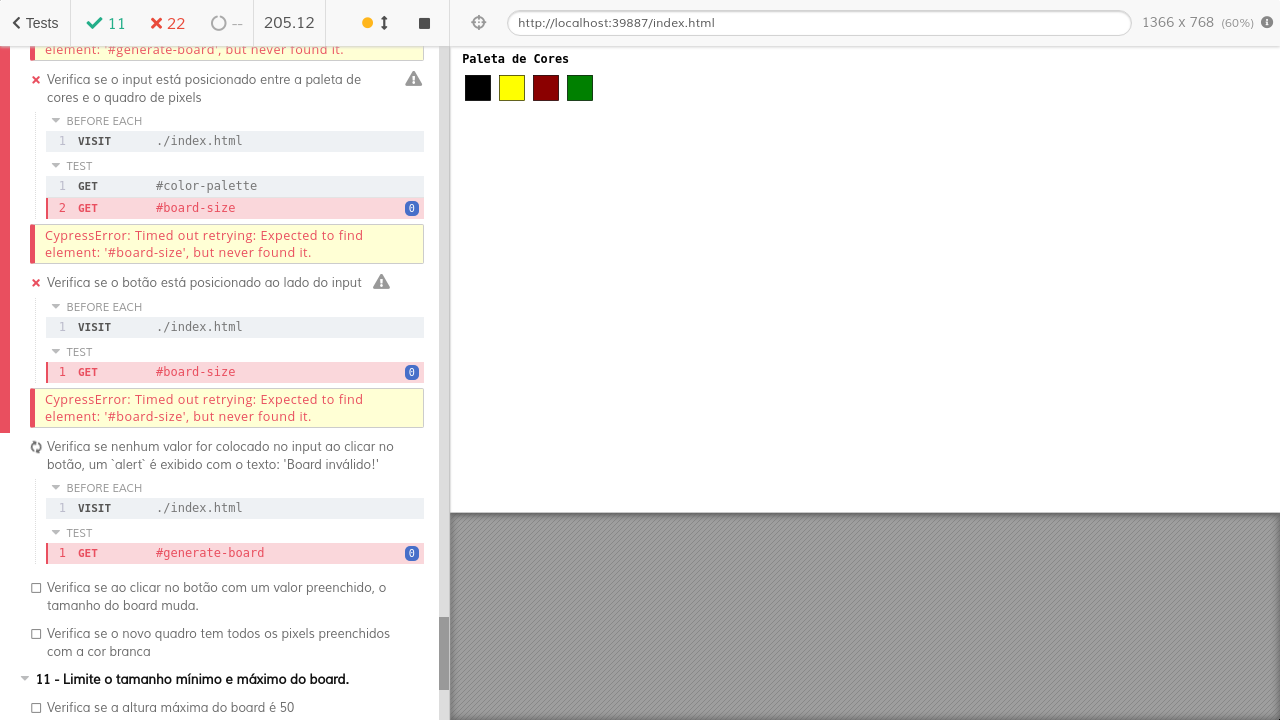 Tests
11
22
--
205.12
http://localhost:39887/index.html
1366 x 768 (60%)
element: '#generate-board', but never found it.
Verifica se o input está posicionado entre a paleta de
cores e o quadro de pixels
BEFORE EACH
1 VISIT ./index.html
TEST
1 GET #color-palette
2 GET #board-size 0
CypressError: Timed out retrying: Expected to find
element: '#board-size', but never found it.
Verifica se o botão está posicionado ao lado do input
BEFORE EACH
1 VISIT ./index.html
TEST
1 GET #board-size 0
CypressError: Timed out retrying: Expected to find
element: '#board-size', but never found it.
Verifica se nenhum valor for colocado no input ao clicar no
botão, um `alert` é exibido com o texto: 'Board inválido!'
BEFORE EACH
1 VISIT ./index.html
TEST
1 GET #generate-board 0
Verifica se ao clicar no botão com um valor preenchido, o
tamanho do board muda.
Verifica se o novo quadro tem todos os pixels preenchidos
com a cor branca
11 - Limite o tamanho mínimo e máximo do board.
Verifica se a altura máxima do board é 50
Paleta de Cores